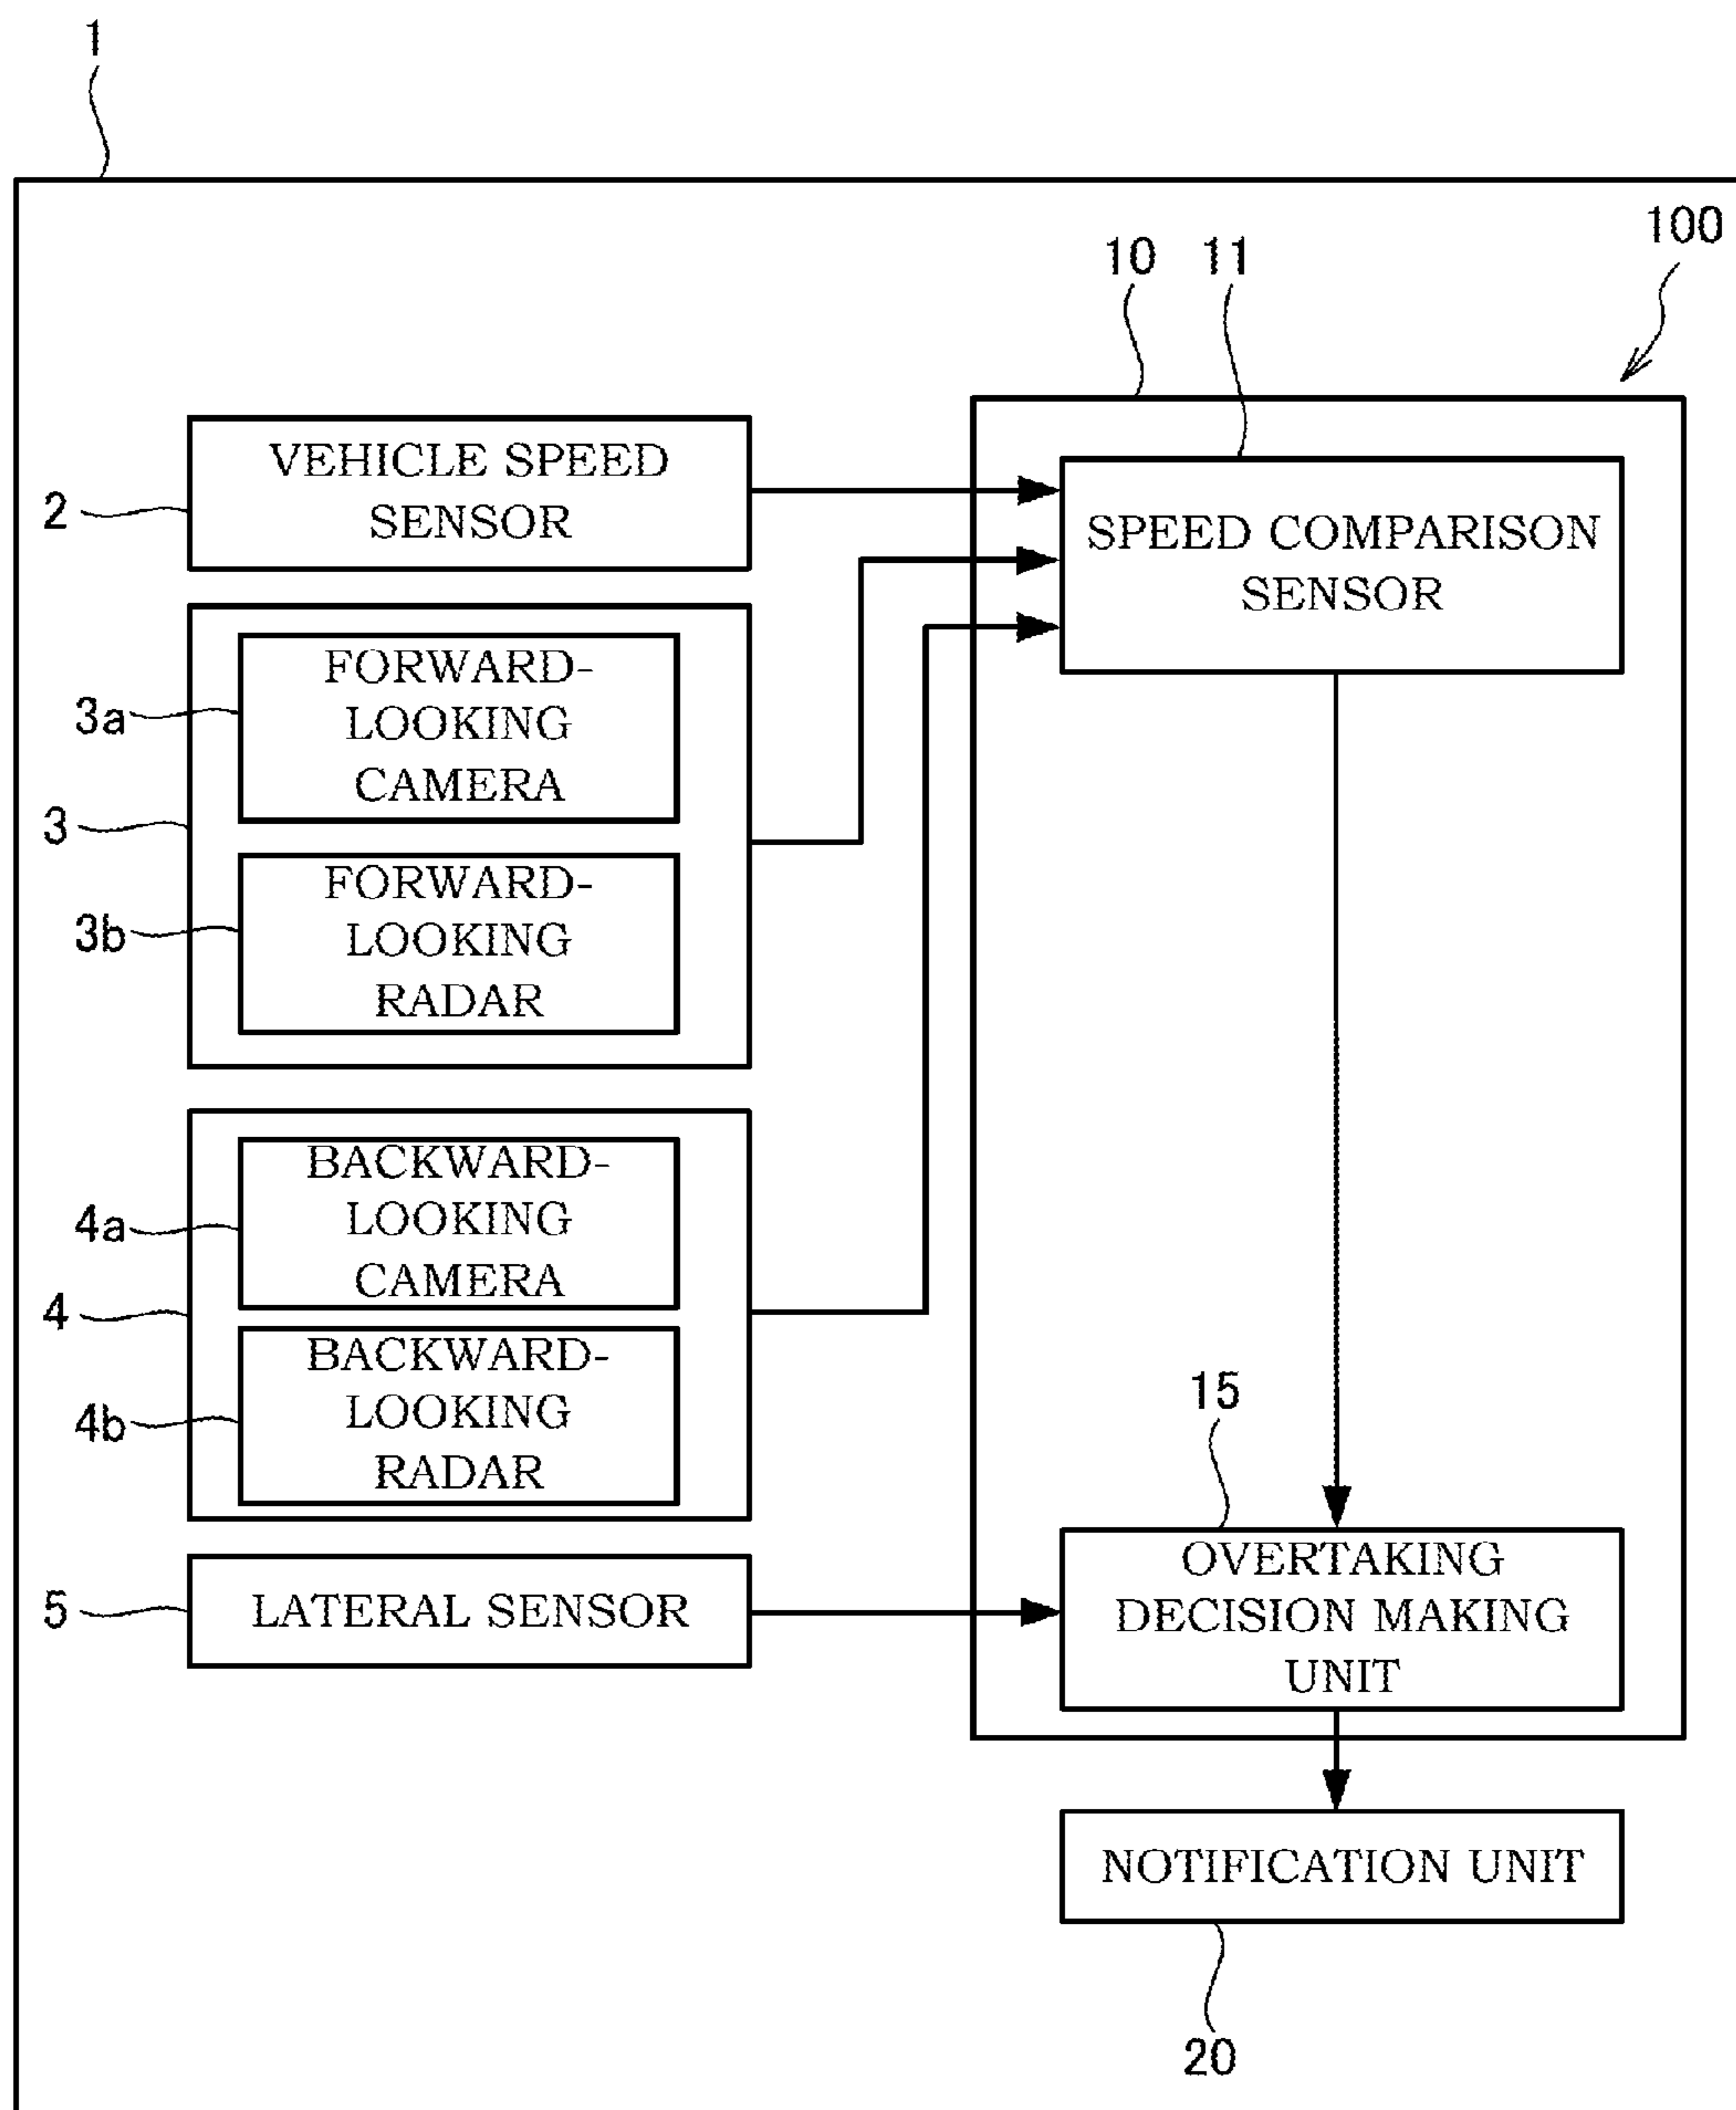 1
100
10
11
VEHICLE SPEED
SENSOR
2
SPEED COMPARISON
SENSOR
FORWARD-
LOOKING
CAMERA
3a
3
FORWARD-
LOOKING
RADAR
3b
BACKWARD-
LOOKING
CAMERA
4a
4
BACKWARD-
LOOKING
RADAR
4b
15
OVERTAKING
DECISION MAKING
UNIT
5
LATERAL SENSOR
NOTIFICATION UNIT
20